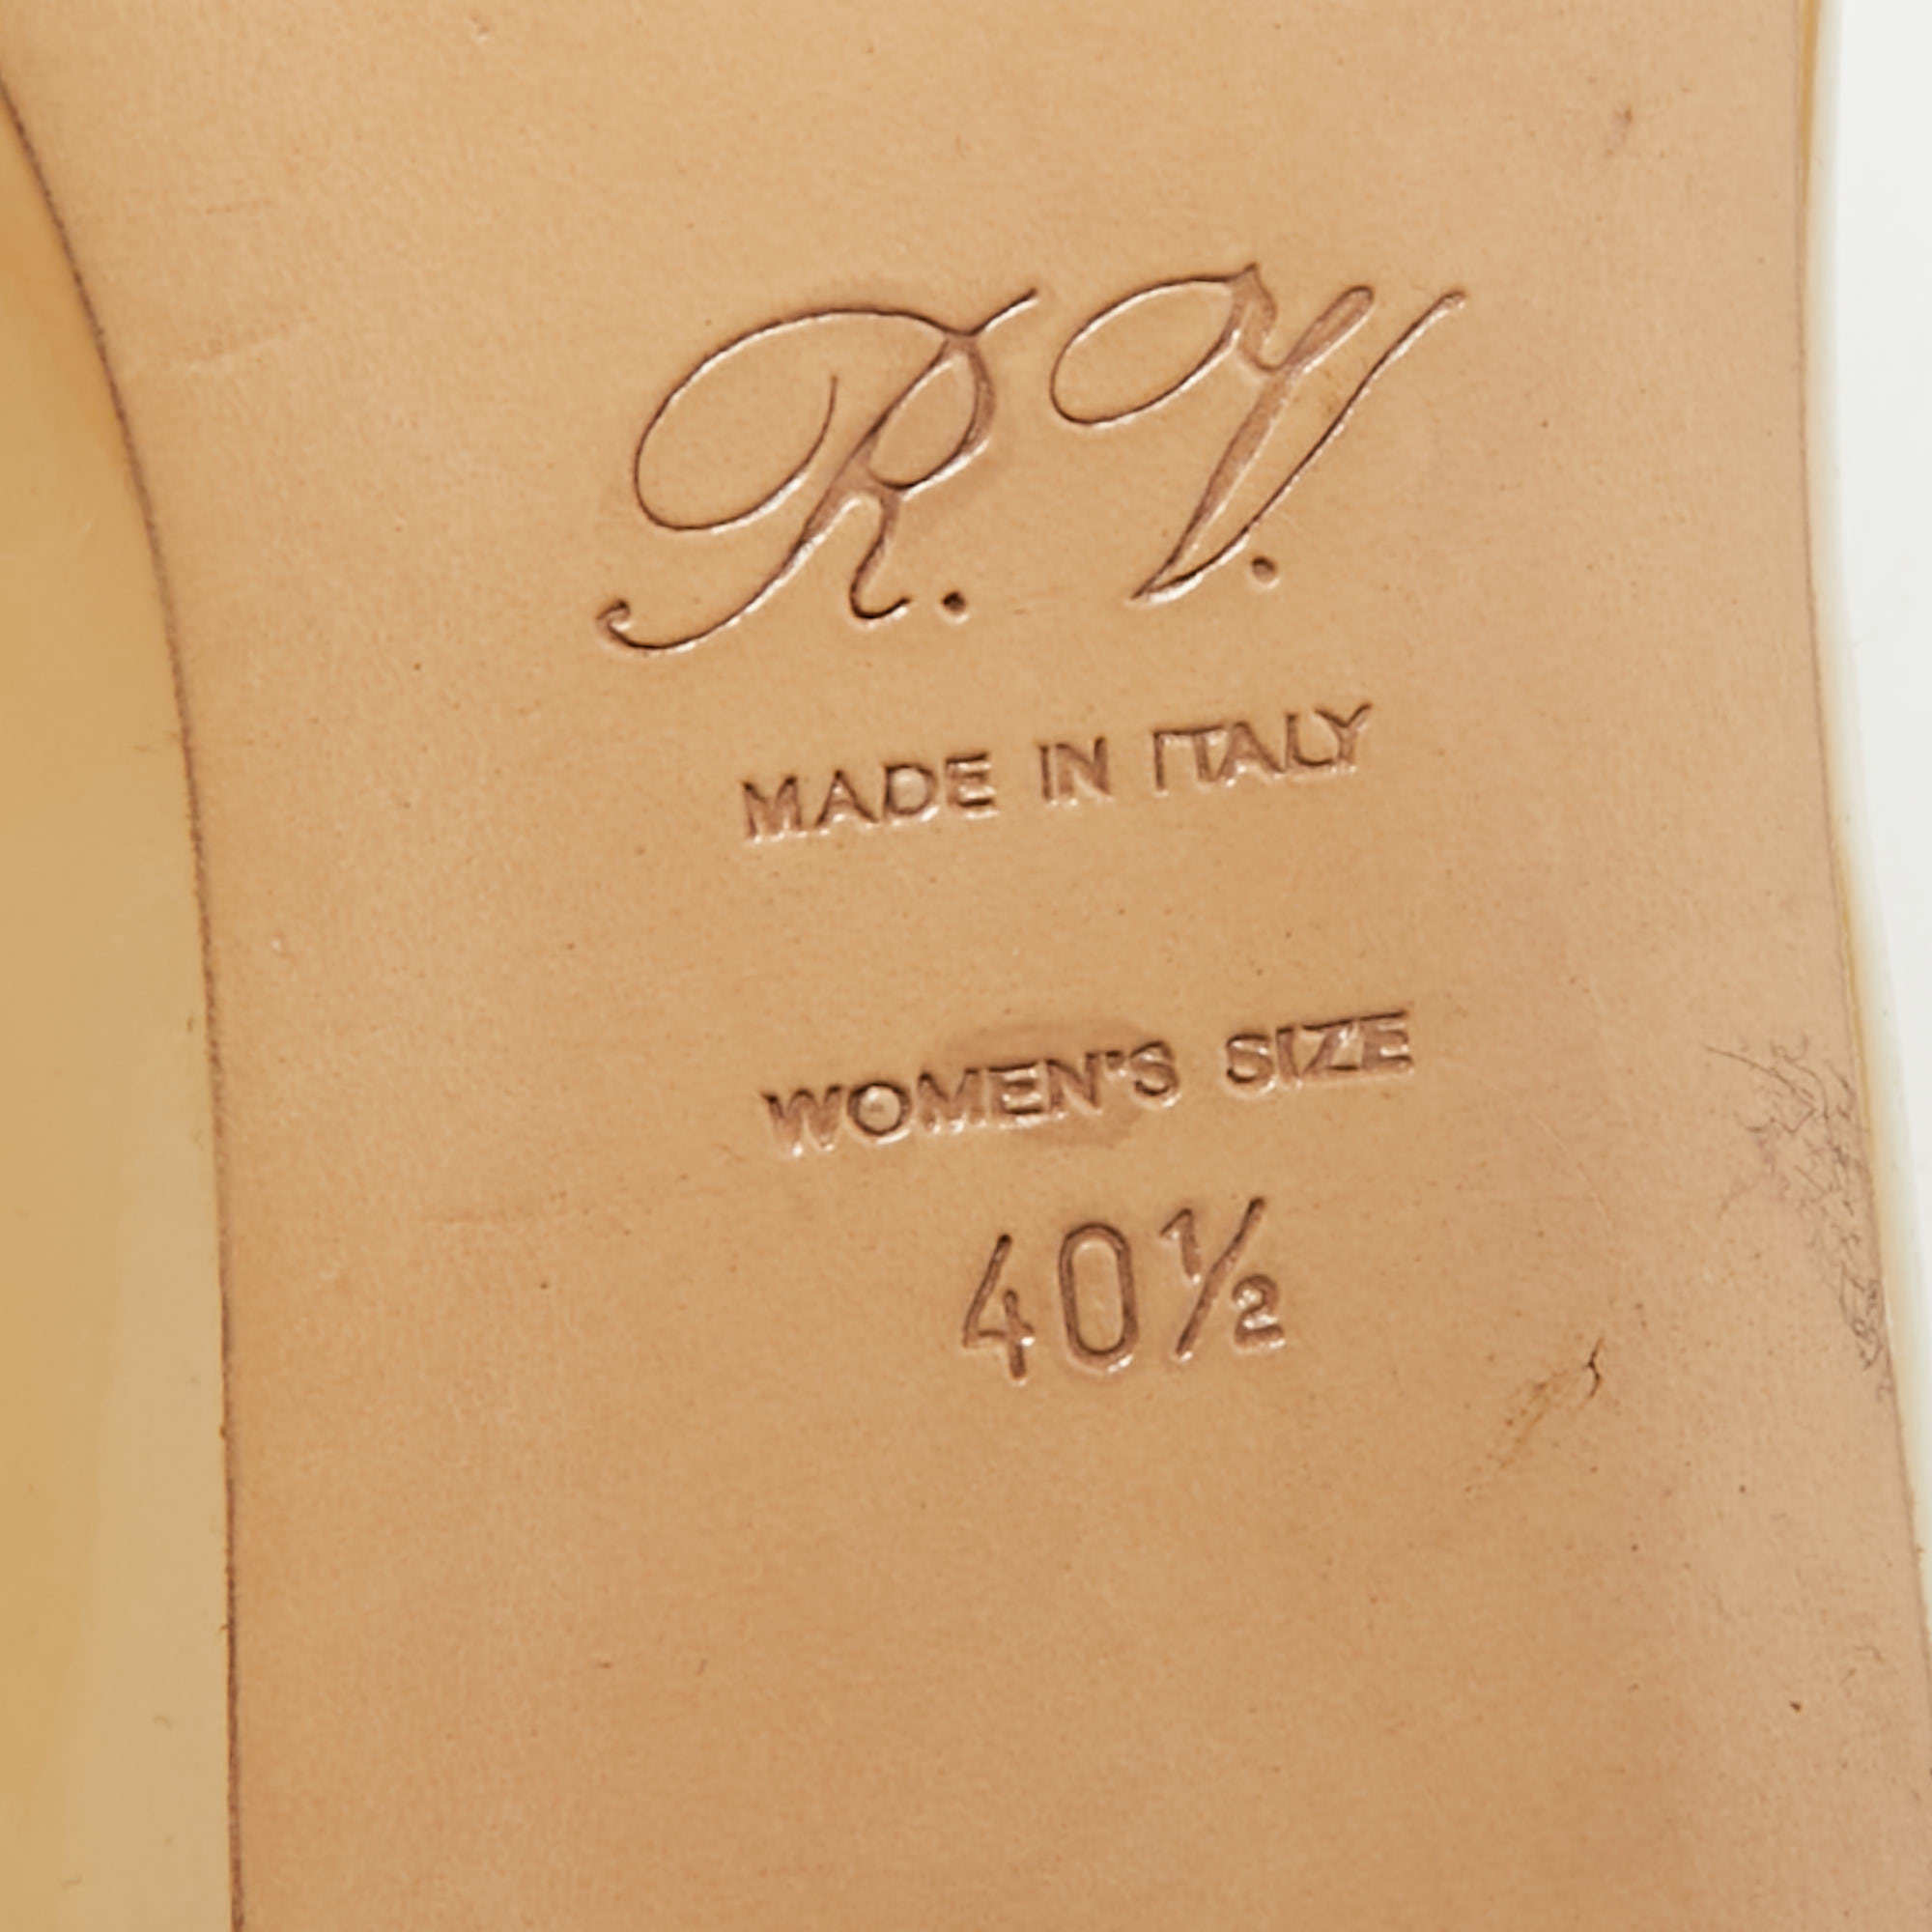 R.V.
MADE IN ITALY
WOMEN'S SIZE
40½